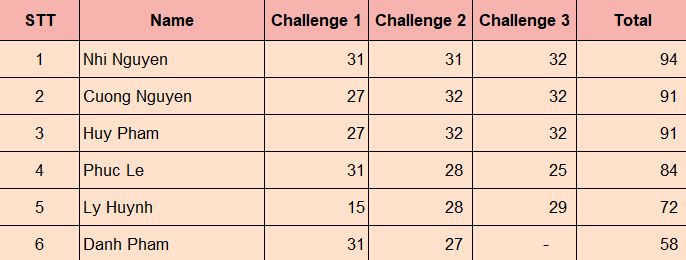 STT Name Challenge 1 Challenge 2 Challenge 3 Total
1 Nhi Nguyen 31 31 32 94
2 Cuong Nguyen 27 32 32 91
3 Huy Pham 27 32 32 91
4 Phuc Le 31 28 25 84
5 Ly Huynh 15 28 29 72
6 Danh Pham 31 27 - 58